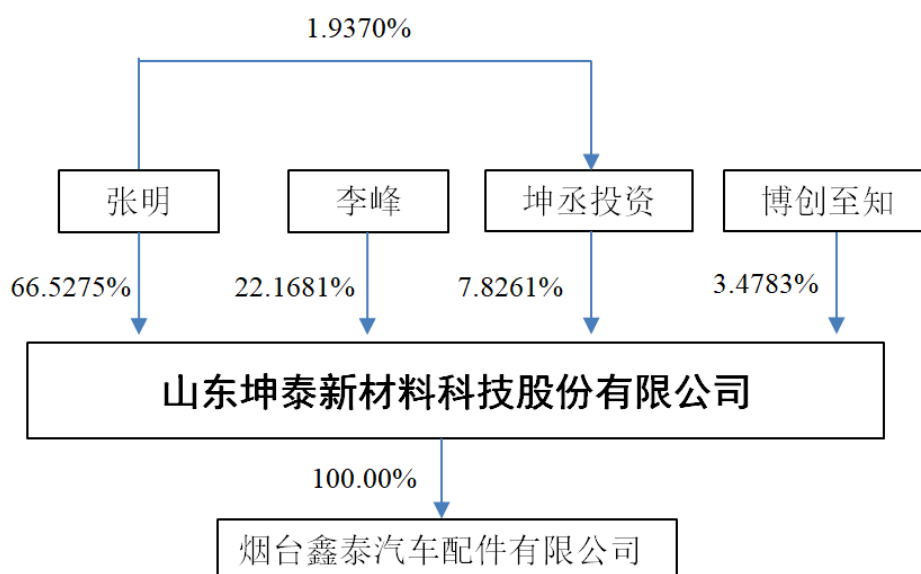 1.9370%
张明
李峰
坤丞投资
博创至知
66.5275%
22.1681%
7.8261%
3.4783%
山东坤泰新材料科技股份有限公司
100.00%
烟台鑫泰汽车配件有限公司